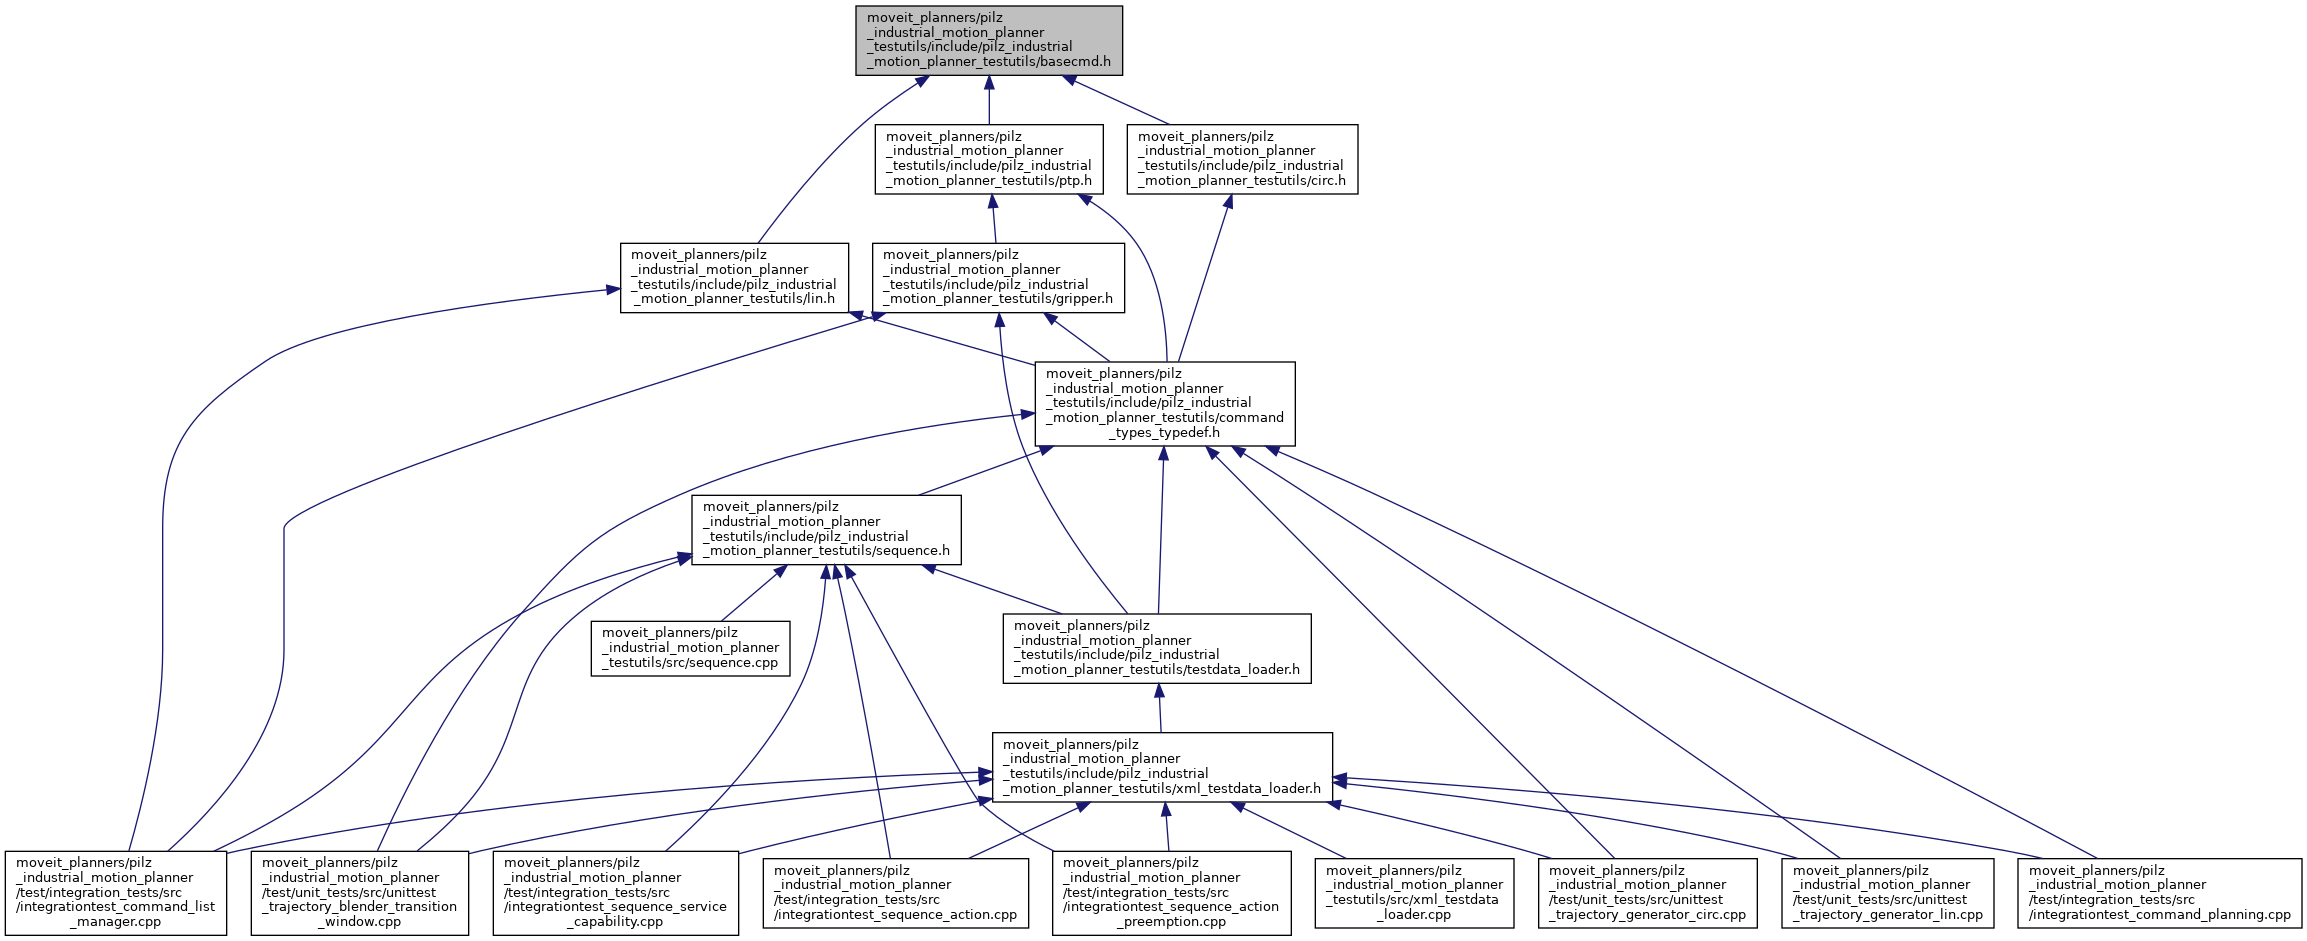 moveit_planners/pilz
_industrial_motion_planner
_testutils/include/pilz_industrial
_motion_planner_testutils/basecmd.h
moveit_planners/pilz
_industrial_motion_planner
_testutils/include/pilz_industrial
_motion_planner_testutils/ptp.h
moveit_planners/pilz
_industrial_motion_planner
_testutils/include/pilz_industrial
_motion_planner_testutils/circ.h
moveit_planners/pilz
_industrial_motion_planner
_testutils/include/pilz_industrial
_motion_planner_testutils/lin.h
moveit_planners/pilz
_industrial_motion_planner
_testutils/include/pilz_industrial
_motion_planner_testutils/gripper.h
moveit_planners/pilz
_industrial_motion_planner
_testutils/include/pilz_industrial
_motion_planner_testutils/command
_types_typedef.h
moveit_planners/pilz
_industrial_motion_planner
_testutils/include/pilz_industrial
_motion_planner_testutils/sequence.h
moveit_planners/pilz
_industrial_motion_planner
_testutils/src/sequence.cpp
moveit_planners/pilz
_industrial_motion_planner
_testutils/include/pilz_industrial
_motion_planner_testutils/testdata_loader.h
moveit_planners/pilz
_industrial_motion_planner
_testutils/include/pilz_industrial
_motion_planner_testutils/xml_testdata_loader.h
moveit_planners/pilz
_industrial_motion_planner
/test/integration_tests/src
/integrationtest_command_list
_manager.cpp
moveit_planners/pilz
_industrial_motion_planner
/test/unit_tests/src/unittest
_trajectory_blender_transition
_window.cpp
moveit_planners/pilz
_industrial_motion_planner
/test/integration_tests/src
/integrationtest_sequence_service
_capability.cpp
moveit_planners/pilz
_industrial_motion_planner
/test/integration_tests/src
/integrationtest_sequence_action.cpp
moveit_planners/pilz
_industrial_motion_planner
/test/integration_tests/src
/integrationtest_sequence_action
_preemption.cpp
moveit_planners/pilz
_industrial_motion_planner
_testutils/src/xml_testdata
_loader.cpp
moveit_planners/pilz
_industrial_motion_planner
/test/unit_tests/src/unittest
_trajectory_generator_circ.cpp
moveit_planners/pilz
_industrial_motion_planner
/test/unit_tests/src/unittest
_trajectory_generator_lin.cpp
moveit_planners/pilz
_industrial_motion_planner
/test/integration_tests/src
/integrationtest_command_planning.cpp